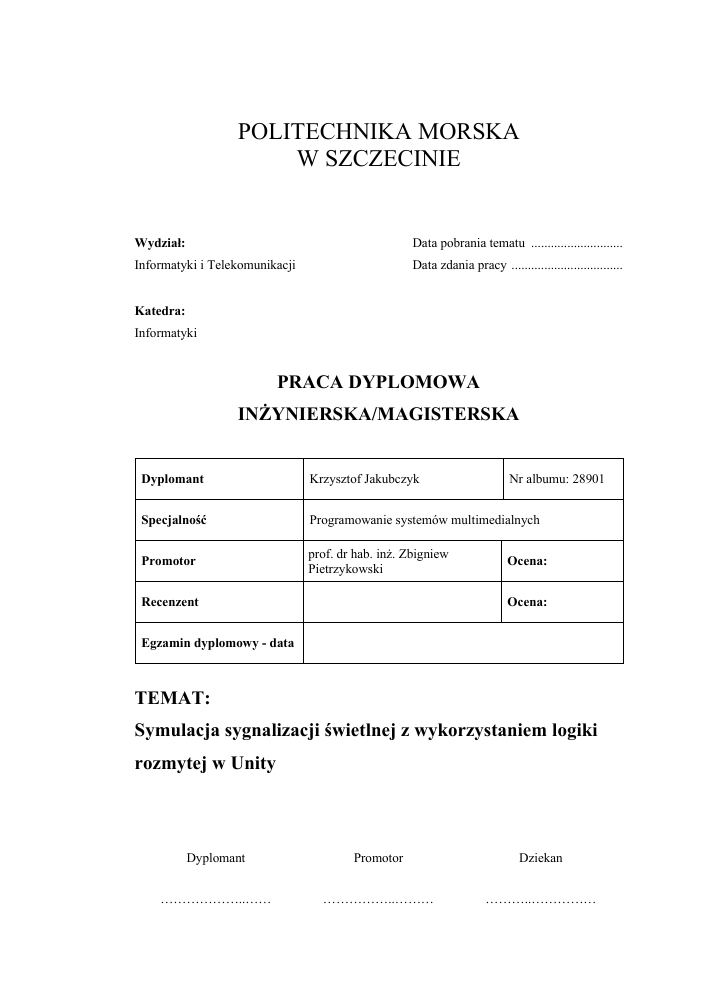 POLITECHNIKA MORSKA
W SZCZECINIE
Wydział:
Informatyki i Telekomunikacji
Data pobrania tematu ............................
Data zdania pracy ..................................
Katedra:
Informatyki
PRACA DYPLOMOWA
INŻYNIERSKA/MAGISTERSKA
Dyplomant Krzysztof Jakubczyk Nr albumu: 28901
Specjalność Programowanie systemów multimedialnych
Promotor prof. dr hab. inż. Zbigniew Pietrzykowski Ocena:
Recenzent Ocena:
Egzamin dyplomowy - data
TEMAT:
Symulacja sygnalizacji świetlnej z wykorzystaniem logiki
rozmytej w Unity
Dyplomant Promotor Dziekan
………………..…… ……………..……… ………..……………